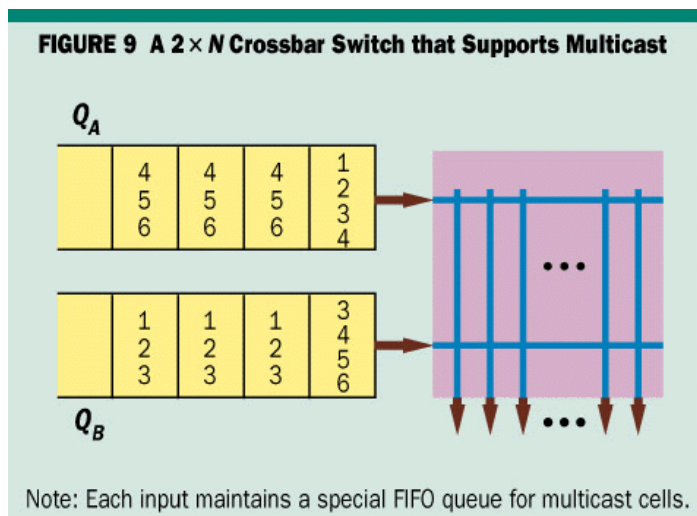 FIGURE 9 A 2 × N Crossbar Switch that Supports Multicast
Q_A
4 4 4 1
5 5 5 2
6 6 6 3
4
1 1 1 3
2 2 2 4
3 3 3 5
6
Q_B
•••
•••
Note: Each input maintains a special FIFO queue for multicast cells.